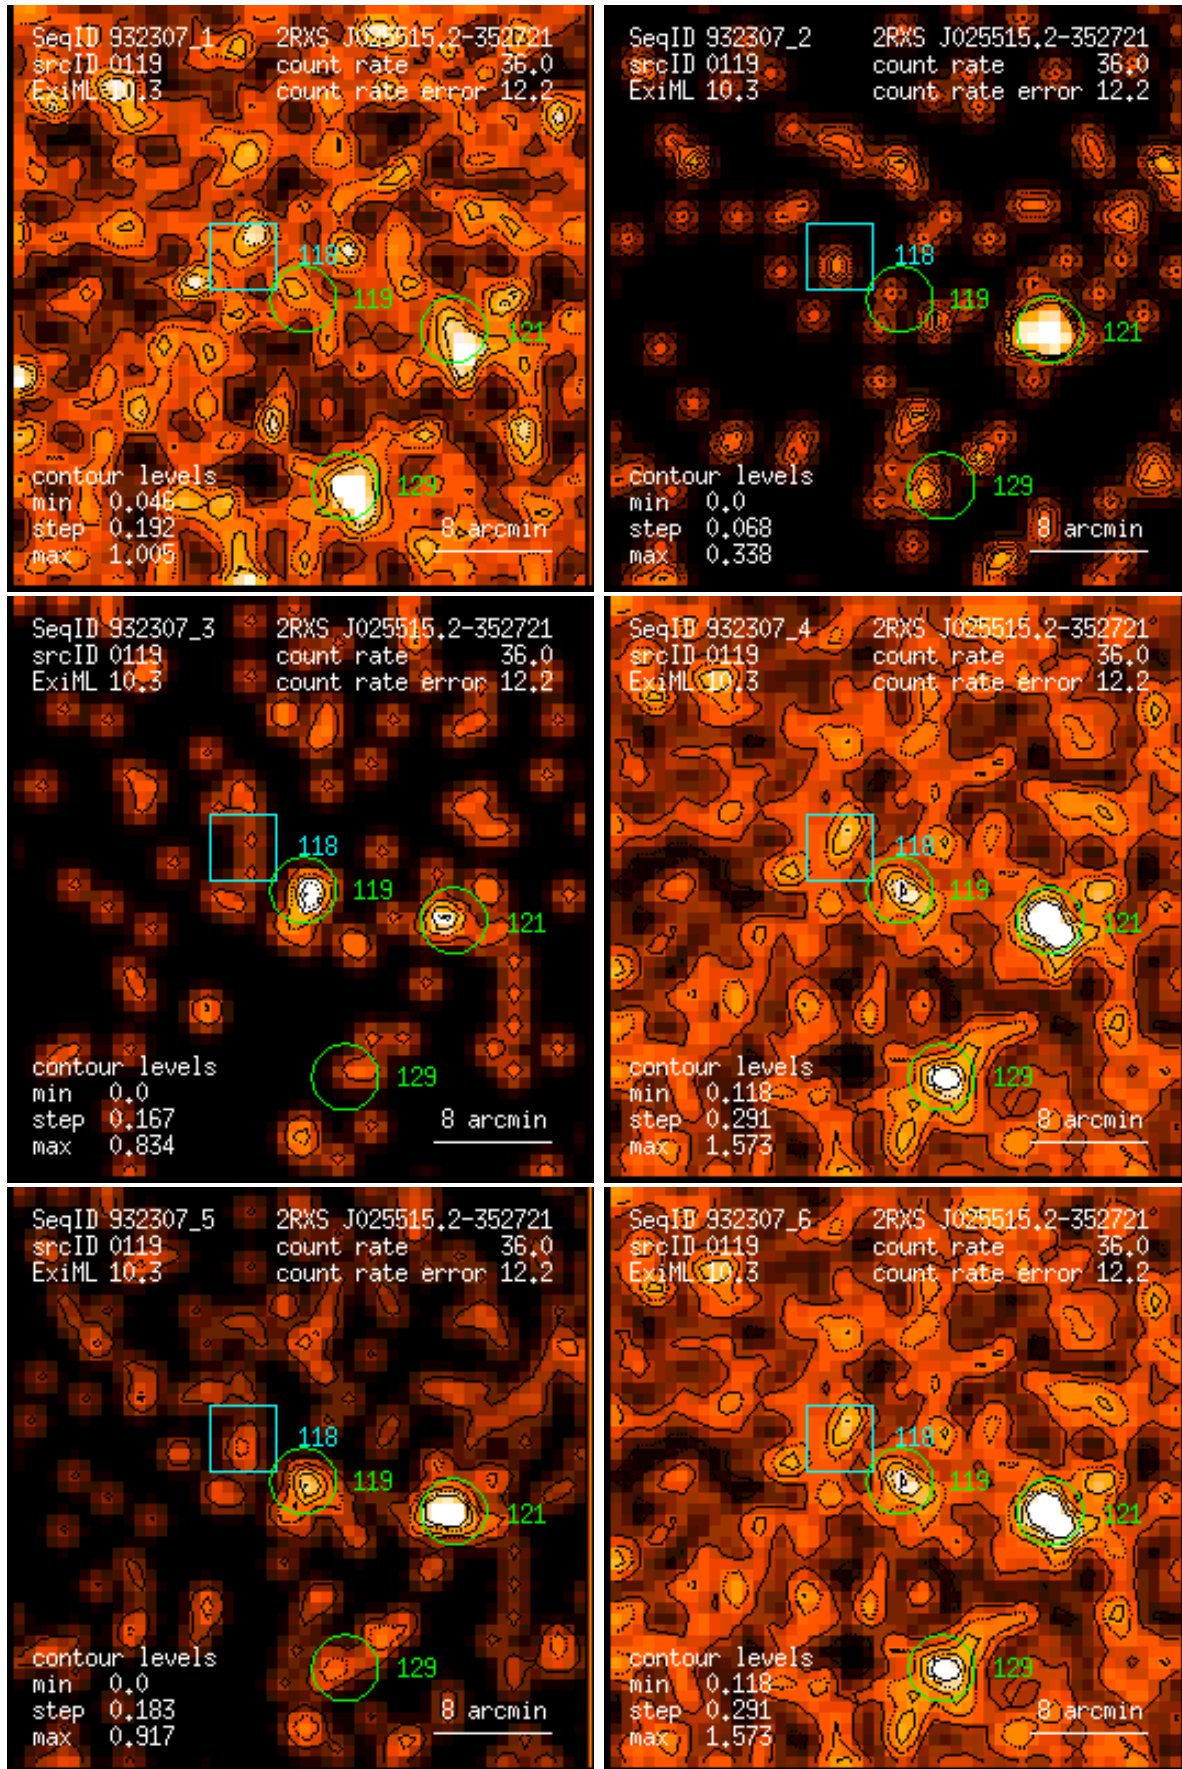 SeqID 932307_1 2RXS J025515.2-352721
srcID 0119 count rate 36.0
ExiML 10.3 count rate error 12.2
118
119
121
129
contour levels
min 0.046
step 0.192
max 1.005
8 arcmin
SeqID 932307_2 2RXS J025515.2-352721
srcID 0119 count rate 36.0
ExiML 10.3 count rate error 12.2
118
119
121
129
contour levels
min 0.0
step 0.068
max 0.338
8 arcmin
SeqID 932307_3 2RXS J025515.2-352721
srcID 0119 count rate 36.0
ExiML 10.3 count rate error 12.2
118
119
121
129
contour levels
min 0.0
step 0.167
max 0.834
8 arcmin
SeqID 932307_4 2RXS J025515.2-352721
srcID 0119 count rate 36.0
ExiML 10.3 count rate error 12.2
118
119
121
129
contour levels
min 0.118
step 0.291
max 1.573
8 arcmin
SeqID 932307_5 2RXS J025515.2-352721
srcID 0119 count rate 36.0
ExiML 10.3 count rate error 12.2
118
119
121
129
contour levels
min 0.0
step 0.183
max 0.917
8 arcmin
SeqID 932307_6 2RXS J025515.2-352721
srcID 0119 count rate 36.0
ExiML 10.3 count rate error 12.2
118
119
121
129
contour levels
min 0.118
step 0.291
max 1.573
8 arcmin